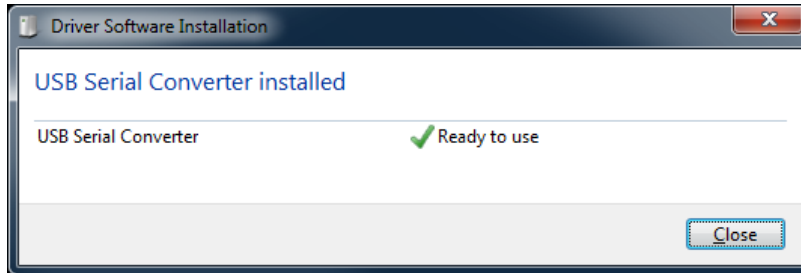 Driver Software Installation
USB Serial Converter installed
USB Serial Converter Ready to use
Close